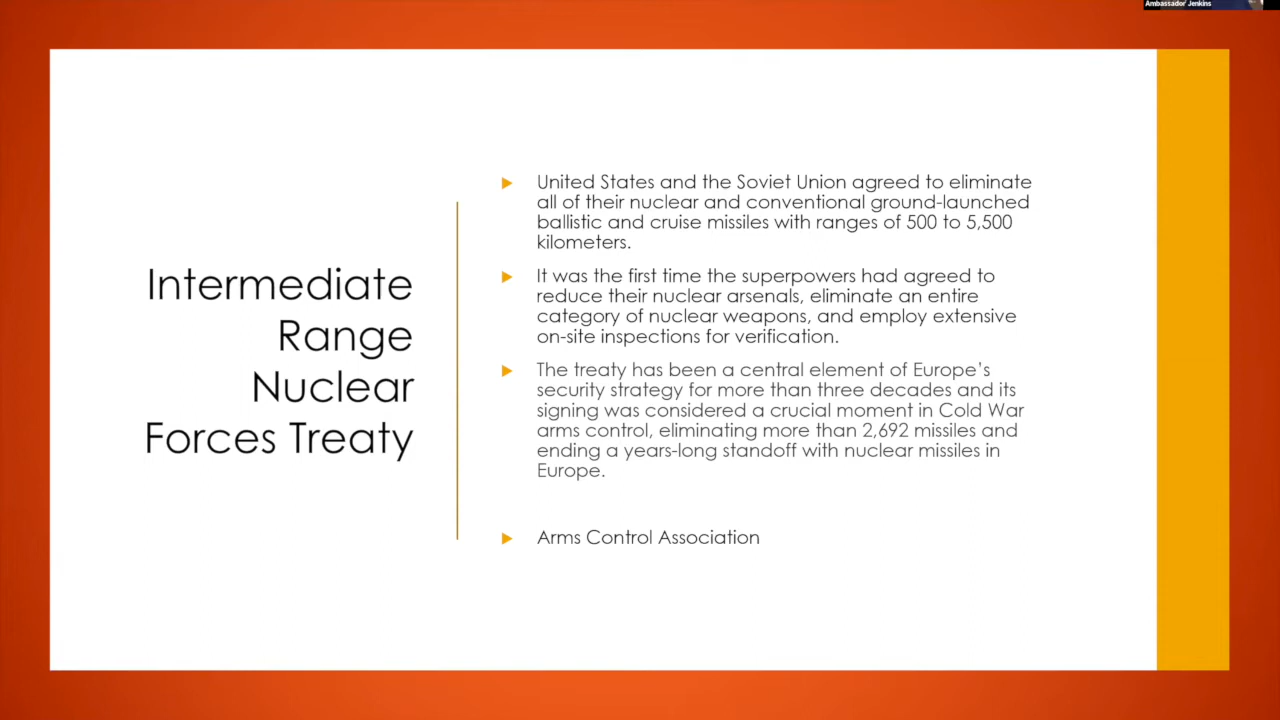 Ambassador Jenkins
Intermediate
Range
Nuclear
Forces Treaty
United States and the Soviet Union agreed to eliminate
all of their nuclear and conventional ground-launched
ballistic and cruise missiles with ranges of 500 to 5,500
kilometers.
It was the first time the superpowers had agreed to
reduce their nuclear arsenals, eliminate an entire
category of nuclear weapons, and employ extensive
on-site inspections for verification.
The treaty has been a central element of Europe's
security strategy for more than three decades and its
signing was considered a crucial moment in Cold War
arms control, eliminating more than 2,692 missiles and
ending a years-long standoff with nuclear missiles in
Europe.
Arms Control Association